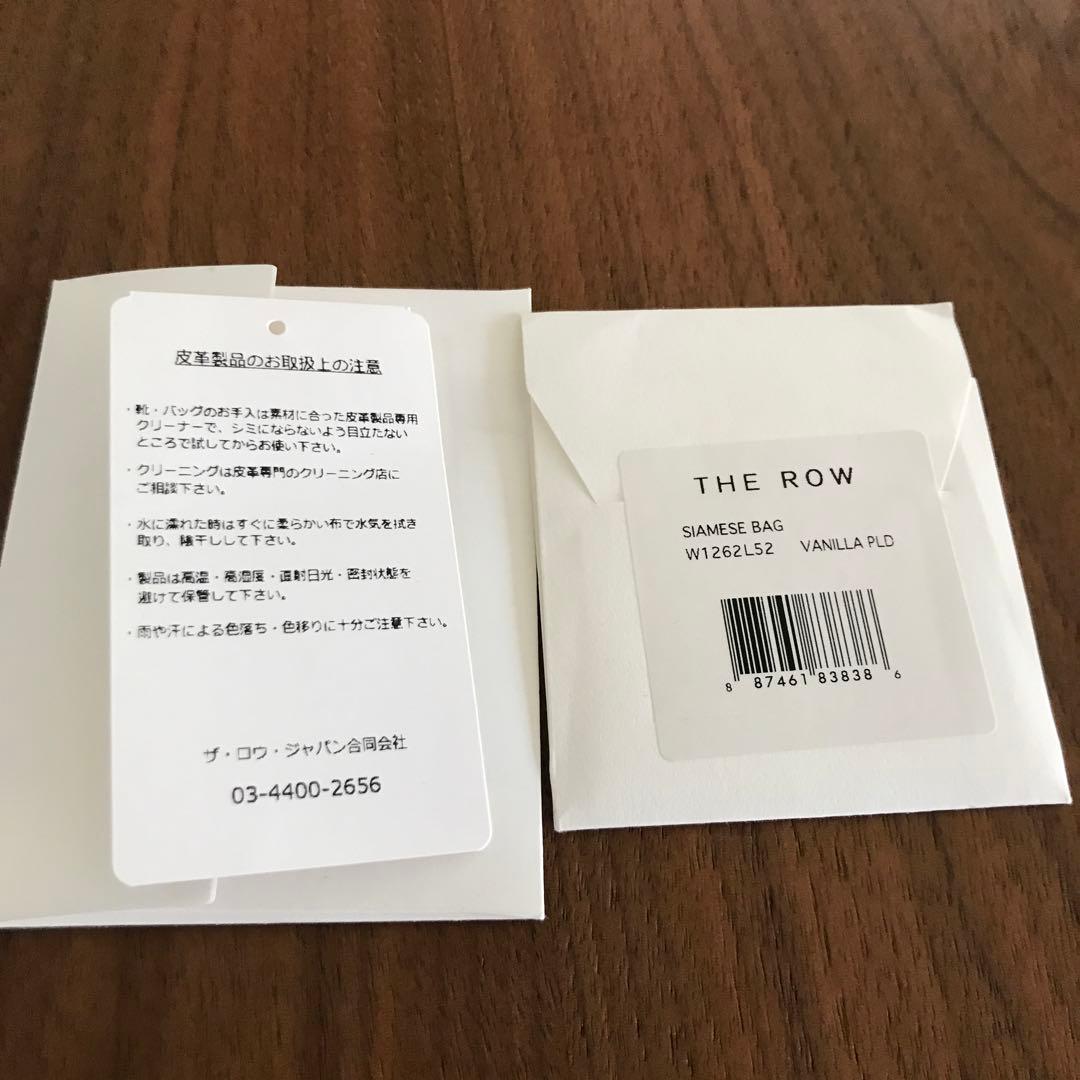 皮革製品のお取扱上の注意
・靴・バッグのお手入は素材に合った皮革製品専用
クリーナーで、シミにならないよう目立たない
ところで試してからお使い下さい。
・クリーニングは皮革専門のクリーニング店に
ご相談下さい。
・水に濡れた時はすぐに柔らかい布で水気を拭き
取り、陰干しして下さい。
・製品は高温・高湿度・直射日光・密封状態を
避けて保管して下さい。
・雨や汗による色落ち・色移りに十分ご注意下さい。
ザ・ロウ・ジャパン合同会社
03-4400-2656
THE ROW
SIAMESE BAG
W1262L52 VANILLA PLD
8 87461 83838 6